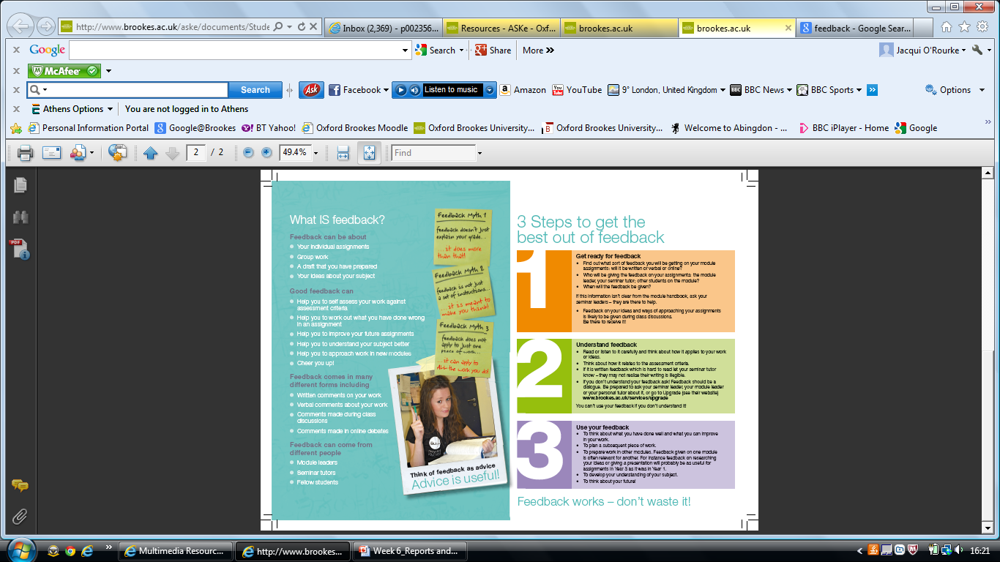 http://www.brookes.ac.uk/aske/documents/Stude
Inbox (2,369) - p002356...
Resources - ASKe - Oxf...
brookes.ac.uk
brookes.ac.uk
feedback - Google Sear...
Google
Search
Share
More
Jacqui O'Rourke
McAfee
Search
Ask
Facebook
Listen to music
Amazon
YouTube
9° London, United Kingdom
BBC News
BBC Sports
Options
Athens Options
You are not logged in to Athens
Personal Information Portal
Google@Brookes
BT Yahoo!
Oxford Brookes Moodle
Oxford Brookes University...
Oxford Brookes University...
Welcome to Abingdon - ...
BBC iPlayer - Home
Google
2 / 2
49.4%
Find
What IS feedback?
Feedback can be about
Your individual assignments
Group work
A draft that you have prepared
Your ideas about your subject
Good feedback can
Help you to self assess your work against
assessment criteria
Help you to work out what you have done wrong
in an assignment
Help you to improve your future assignments
Help you to understand your subject better
Help you to approach work in new modules
Cheer you up!
Feedback comes in many
different forms including
Written comments on your work
Verbal comments about your work
Comments made during class
discussions
Comments made in online debates
Feedback can come from
different people
Module leaders
Seminar tutors
Fellow students
Feedback Myth 1
feedback doesn't just
explain your grade...
...it does more
than that!
Feedback Myth 2
feedback is not just
a set of instructions...
...it is meant to
make you think!
Feedback Myth 3
feedback does not
apply to just one
piece of work...
...it can apply to
ALL the work you do!
Think of feedback as advice
Advice is useful!
3 Steps to get the
best out of feedback
1
Get ready for feedback
Find out what sort of feedback you will be getting on your module
assignments: will it be written or verbal or online?
Who will be giving the feedback on your assignments: the module
leader, your seminar tutor; other students on the module?
When will the feedback be given?
If this information isn't clear from the module handbook, ask your
seminar leaders – they are there to help.
Feedback on your ideas and ways of approaching your assignments
is likely to be given during class discussions.
Be there to receive it!
2
Understand feedback
Read or listen to it carefully and think about how it applies to your work
or ideas.
Think about how it relates to the assessment criteria.
If it is written feedback which is hard to read let your seminar tutor
know – they may not realise their writing is illegible.
If you don't understand your feedback ask! Feedback should be a
dialogue. Be prepared to ask your seminar leader, your module leader
or your personal tutor about it, or go to Upgrade (see their website)
www.brookes.ac.uk/services/upgrade
You can't use your feedback if you don't understand it!
3
Use your feedback
To think about what you have done well and what you can improve
in your work.
To plan a subsequent piece of work.
To prepare work in other modules. Feedback given on one module
is often relevant for another. For instance feedback on researching
your ideas or giving a presentation will probably be as useful for
assignments in Year 3 as it was in Year 1.
To develop your understanding of your subject.
To think about your future!
Feedback works – don't waste it!
Multimedia Resourc...
http://www.brookes...
Week 6_Reports and...
16:21